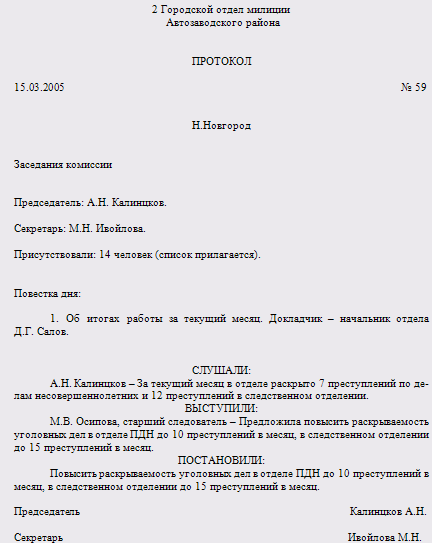 2 Городской отдел милиции
Автозаводского района
ПРОТОКОЛ
15.03.2005 № 59
Н.Новгород
Заседания комиссии
Председатель: А.Н. Калинцков.
Секретарь: М.Н. Ивойлова.
Присутствовали: 14 человек (список прилагается).
Повестка дня:
1. Об итогах работы за текущий месяц. Докладчик – начальник отдела
Д.Г. Салов.
СЛУШАЛИ:
А.Н. Калинцков – За текущий месяц в отделе раскрыто 7 преступлений по де-
лам несовершеннолетних и 12 преступлений в следственном отделении.
ВЫСТУПИЛИ:
М.В. Осипова, старший следователь – Предложила повысить раскрываемость
уголовных дел в отделе ПДН до 10 преступлений в месяц, в следственном отделении
до 15 преступлений в месяц.
ПОСТАНОВИЛИ:
Повысить раскрываемость уголовных дел в отделе ПДН до 10 преступлений в
месяц, в следственном отделении до 15 преступлений в месяц.
Председатель Калинцков А.Н.
Секретарь Ивойлова М.Н.